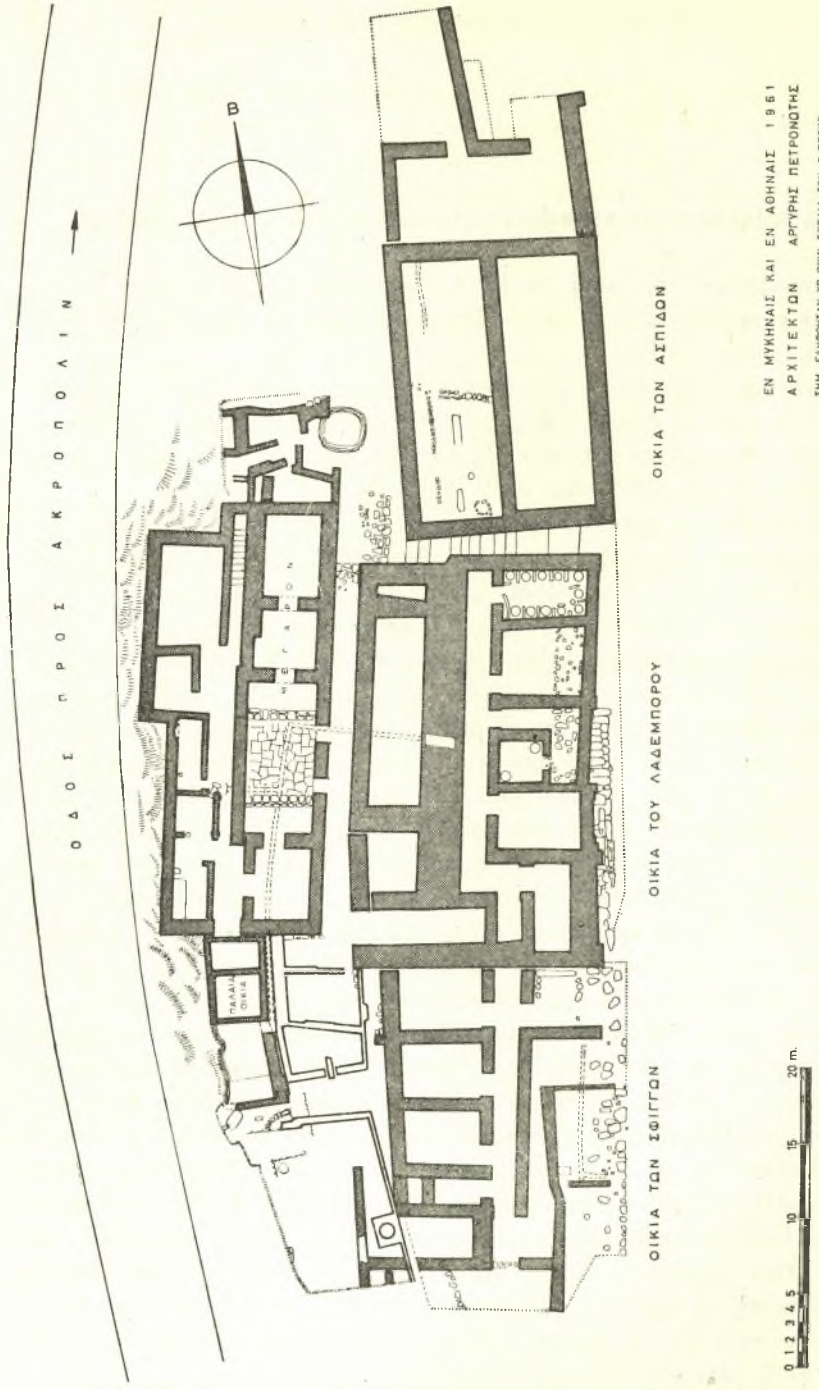 ΟΔΟΣ ΠΡΟΣ ΑΚΡΟΠΟΛΙΝ
Β
ΜΕΓΑΡΟΝ
ΠΑΛΑΙΑ
ΟΙΚΙΑ
ΟΙΚΙΑ ΤΩΝ ΣΦΙΓΓΩΝ
ΟΙΚΙΑ ΤΟΥ ΛΑΔΕΜΠΟΡΟΥ
ΟΙΚΙΑ ΤΩΝ ΑΣΠΙΔΩΝ
0 1 2 3 4 5 10 15 20 m.
ΕΝ ΜΥΚΗΝΑΙΣ ΚΑΙ ΕΝ ΑΘΗΝΑΙΣ 1961
ΑΡΧΙΤΕΚΤΩΝ ΑΡΓΥΡΗΣ ΠΕΤΡΟΝΩΤΗΣ